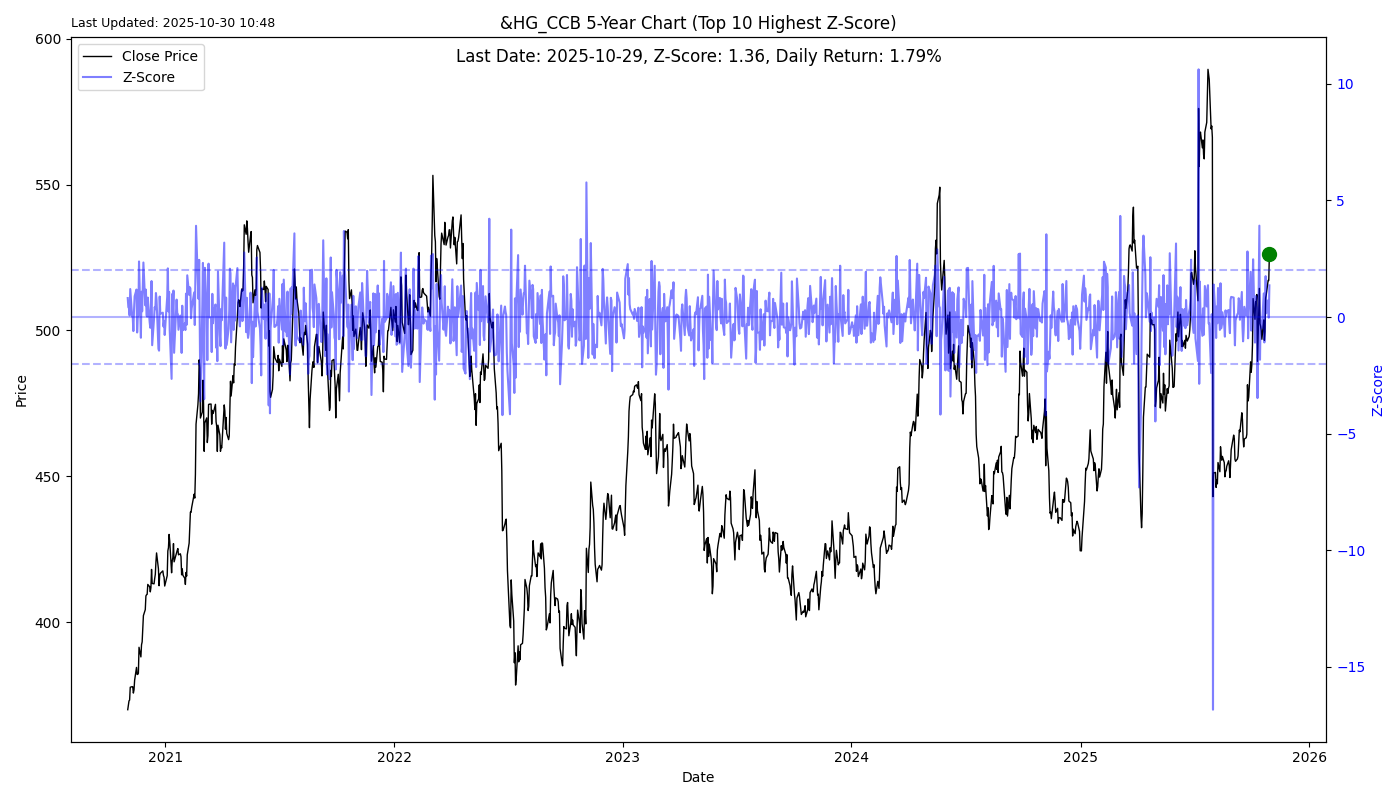 Last Updated: 2025-10-30 10:48
&HG_CCB 5-Year Chart (Top 10 Highest Z-Score)
Last Date: 2025-10-29, Z-Score: 1.36, Daily Return: 1.79%
Close Price
Z-Score
600
550
500
450
400
Price
10
5
0
−5
−10
−15
Z-Score
2021
2022
2023
2024
2025
2026
Date